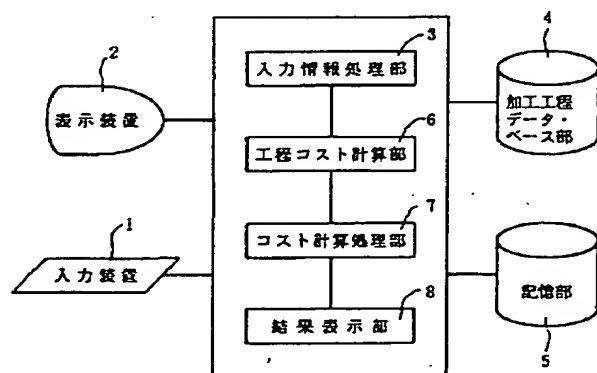 3
入力情報処理部
4
加工工程
データ・
ベース部
2
表示装置
6
工程コスト計算部
7
コスト計算処理部
1
入力装置
8
結果表示部
記憶部
5